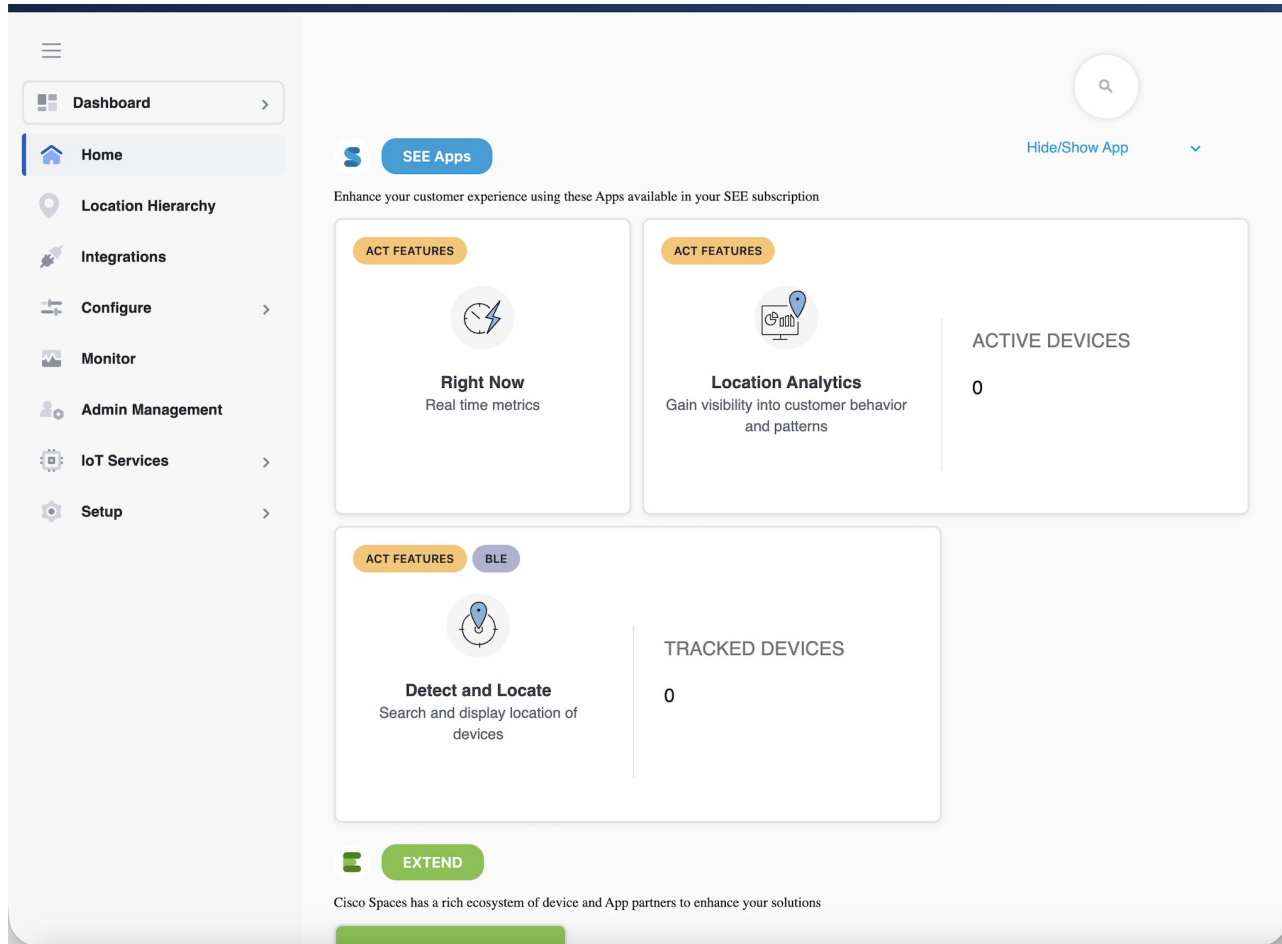 Dashboard
Home
Location Hierarchy
Integrations
Configure
Monitor
Admin Management
IoT Services
Setup
Hide/Show App
SEE Apps
Enhance your customer experience using these Apps available in your SEE subscription
ACT FEATURES
Right Now
Real time metrics
ACT FEATURES
Location Analytics
Gain visibility into customer behavior
and patterns
ACTIVE DEVICES
0
ACT FEATURES BLE
Detect and Locate
Search and display location of
devices
TRACKED DEVICES
0
EXTEND
Cisco Spaces has a rich ecosystem of device and App partners to enhance your solutions